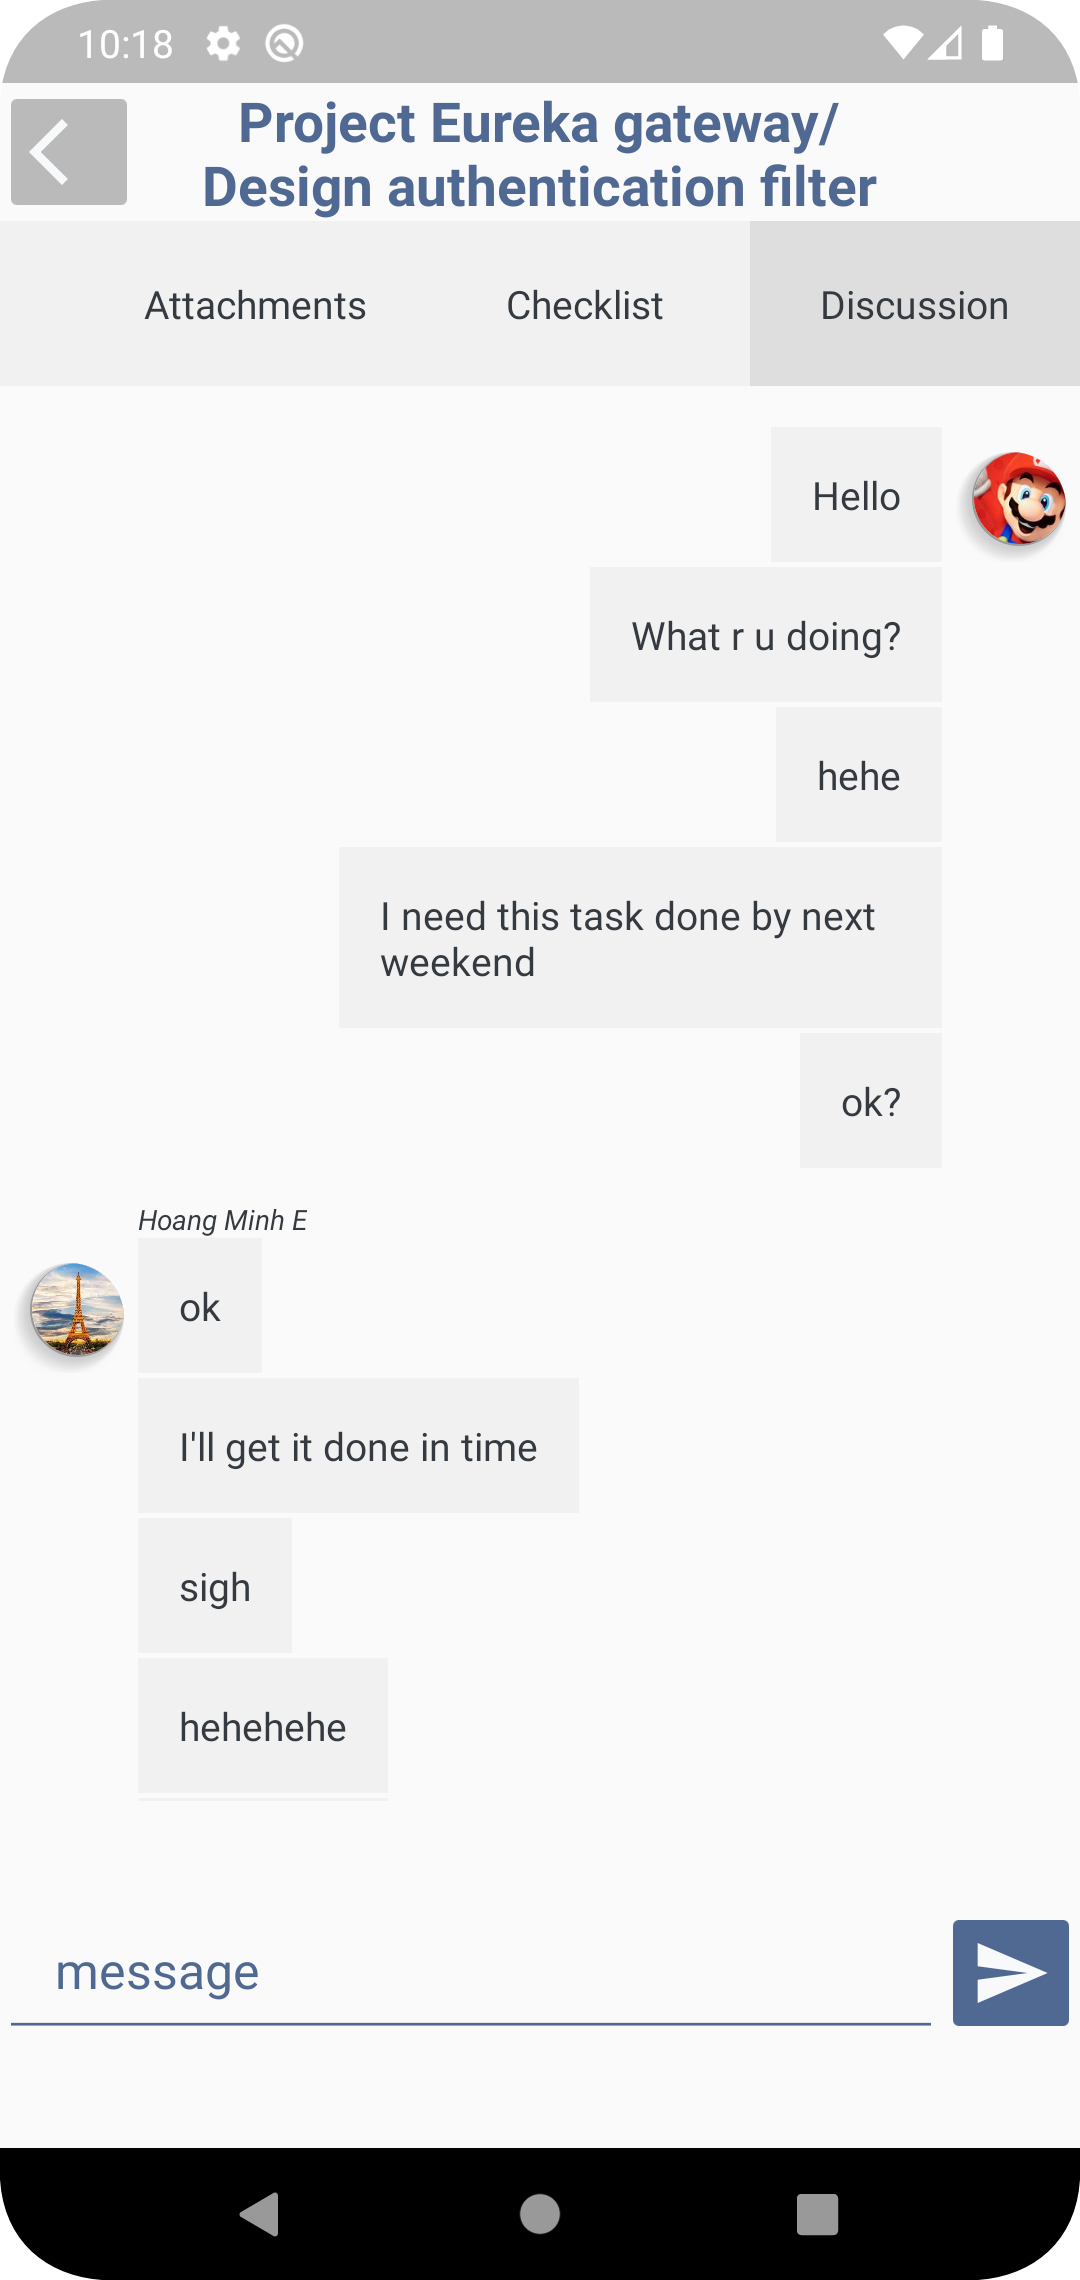 10:18
Project Eureka gateway/
Design authentication filter
Attachments
Checklist
Discussion
Hello
What r u doing?
hehe
I need this task done by next
weekend
ok?
Hoang Minh E
ok
I'll get it done in time
sigh
hehehehe
message